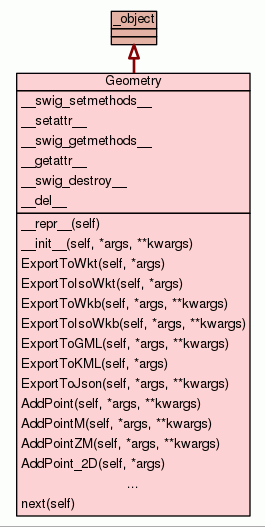 _object
Geometry
__swig_setmethods__
__setattr__
__swig_getmethods__
__getattr__
__swig_destroy__
__del__
__repr__(self)
__init__(self, *args, **kwargs)
ExportToWkt(self, *args)
ExportToIsoWkt(self, *args)
ExportToWkb(self, *args, **kwargs)
ExportToIsoWkb(self, *args, **kwargs)
ExportToGML(self, *args, **kwargs)
ExportToKML(self, *args)
ExportToJson(self, *args, **kwargs)
AddPoint(self, *args, **kwargs)
AddPointM(self, *args, **kwargs)
AddPointZM(self, *args, **kwargs)
AddPoint_2D(self, *args)
...
next(self)